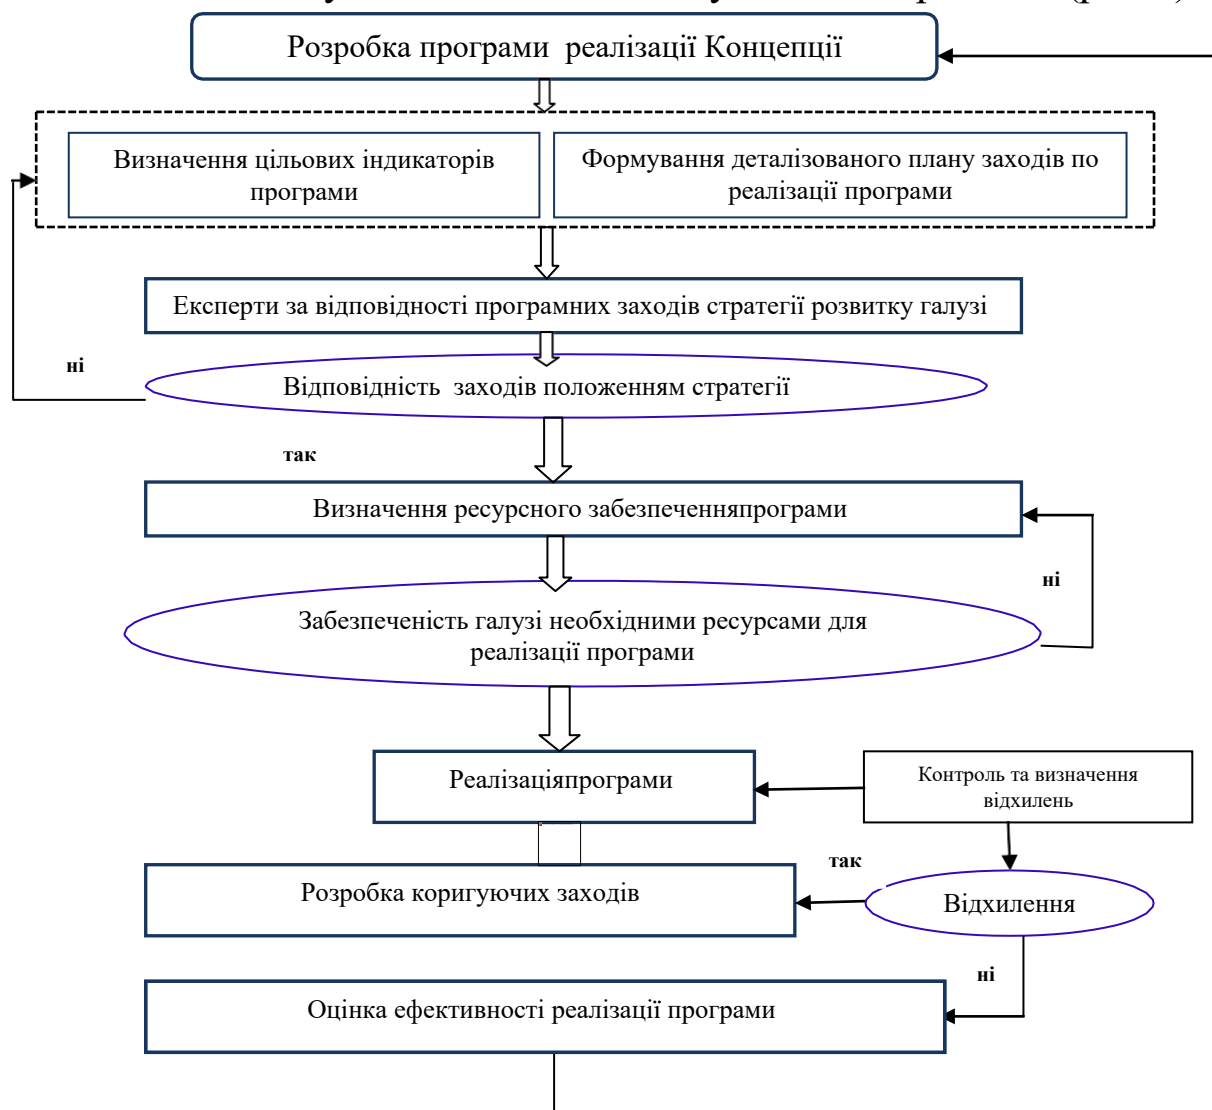 Розробка програми реалізації Концепції
Визначення цільових індикаторів
програми
Формування деталізованого плану заходів по
реалізації програми
Експерти за відповідності програмних заходів стратегії розвитку галузі
ні
Відповідність заходів положенням стратегії
так
Визначення ресурсного забезпеченняпрограми
ні
Забезпеченість галузі необхідними ресурсами для
реалізації програми
Реалізаціяпрограми
Контроль та визначення
відхилень
так
Розробка коригуючих заходів
Відхилення
ні
Оцінка ефективності реалізації програми